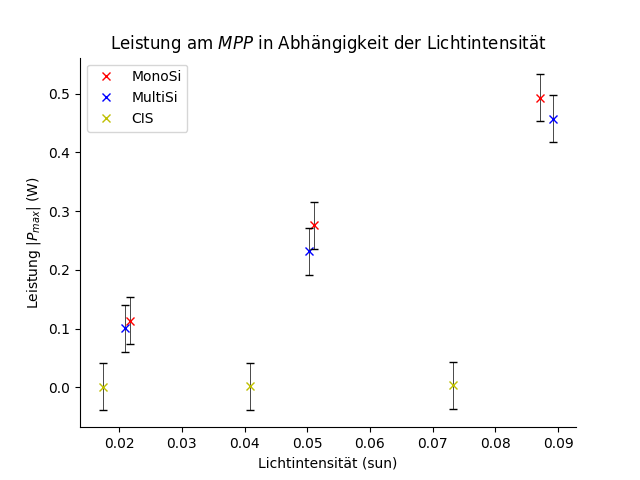 Leistung am MPP in Abhängigkeit der Lichtintensität
MonoSi
MultiSi
CIS
0.5
0.4
0.3
0.2
0.1
0.0
Leistung |P_max| (W)
0.02 0.03 0.04 0.05 0.06 0.07 0.08 0.09
Lichtintensität (sun)